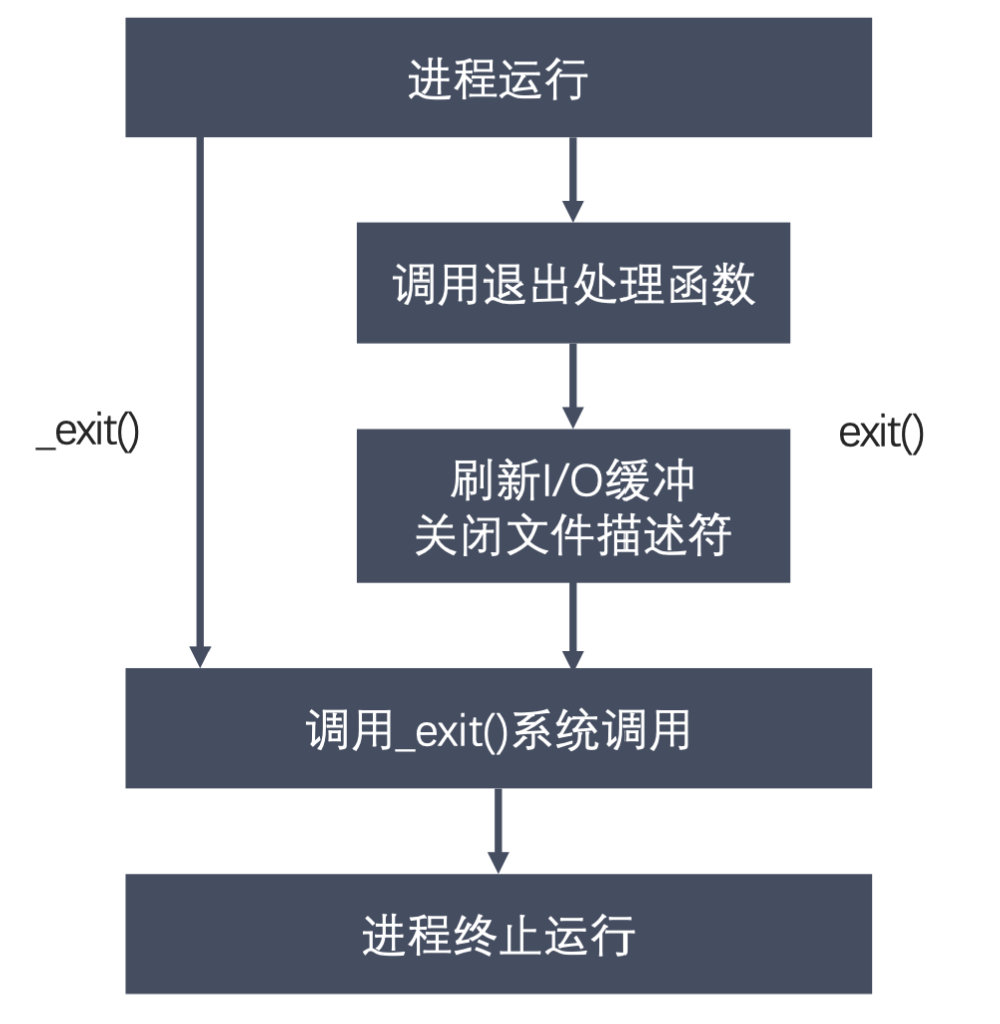 进程运行
调用退出处理函数
_exit()
exit()
刷新I/O缓冲
关闭文件描述符
调用_exit()系统调用
进程终止运行